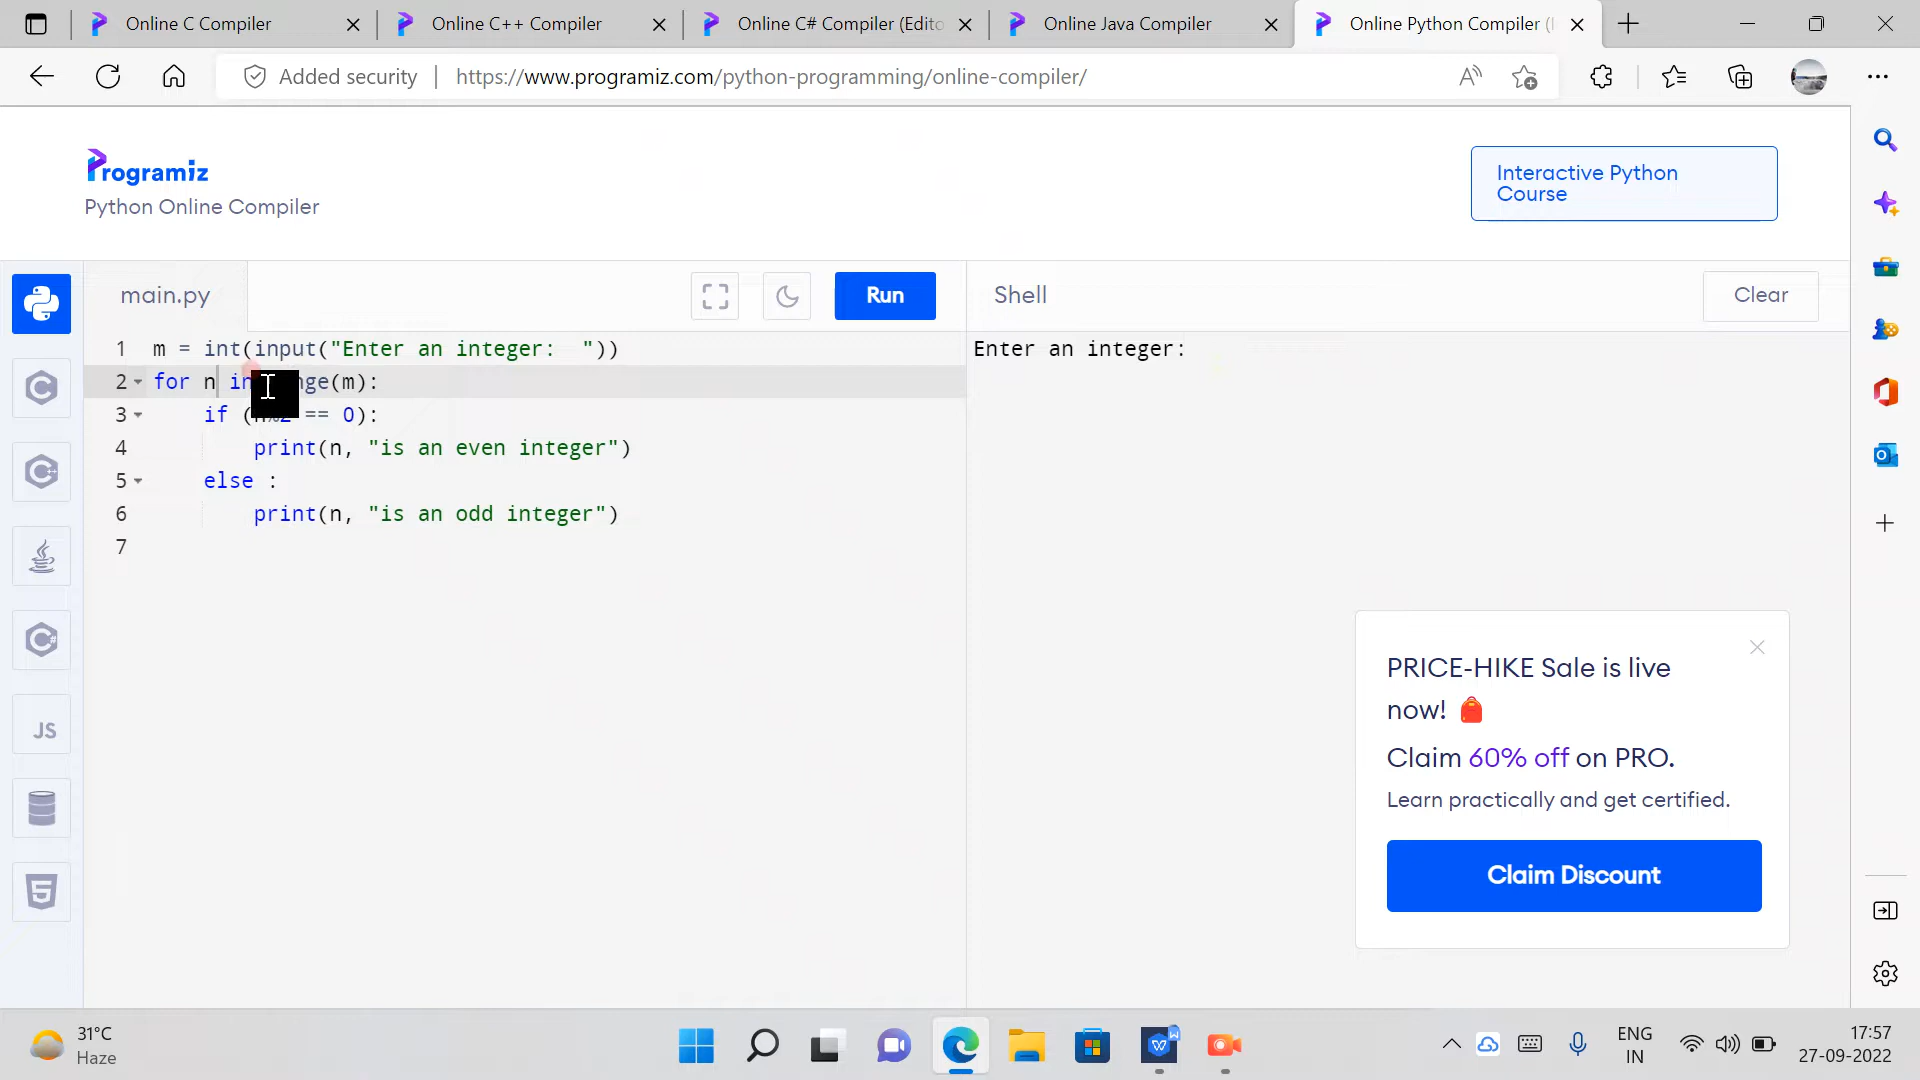 Online C Compiler
Online C++ Compiler
Online C# Compiler (Edito
Online Java Compiler
Online Python Compiler (I
Added security
https://www.programiz.com/python-programming/online-compiler/
Programiz
Python Online Compiler
Interactive Python
Course
main.py
Run
Shell
Clear
1 m = int(input("Enter an integer:  "))
2 for n in nge(m):
3 if ( == 0):
4 print(n, "is an even integer")
5 else :
6 print(n, "is an odd integer")
7
Enter an integer:
JS
PRICE-HIKE Sale is live
now!
Claim 60% off on PRO.
Learn practically and get certified.
Claim Discount
31°C
Haze
ENG
IN
17:57
27-09-2022